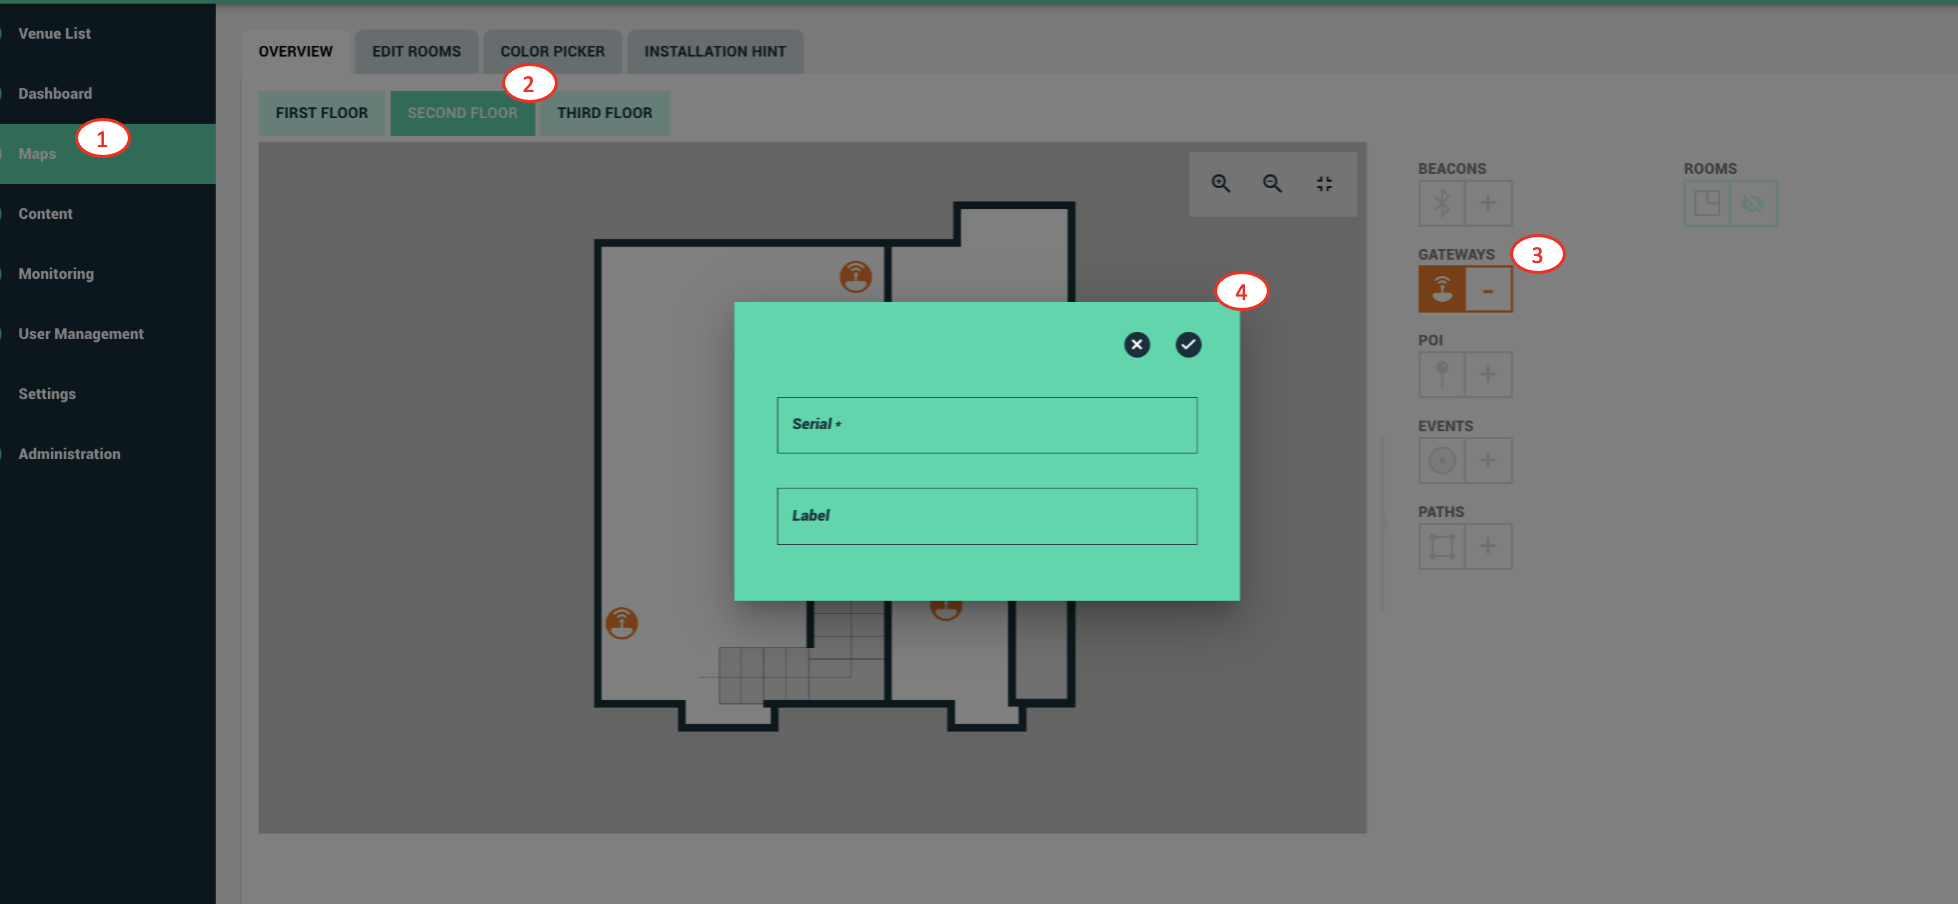 Venue List
Dashboard
1
Maps
Content
Monitoring
User Management
Settings
Administration
OVERVIEW
EDIT ROOMS
COLOR PICKER
INSTALLATION HINT
2
FIRST FLOOR
SECOND FLOOR
THIRD FLOOR
4
Serial *
Label
BEACONS
+
ROOMS
GATEWAYS
3
-
POI
+
EVENTS
+
PATHS
+